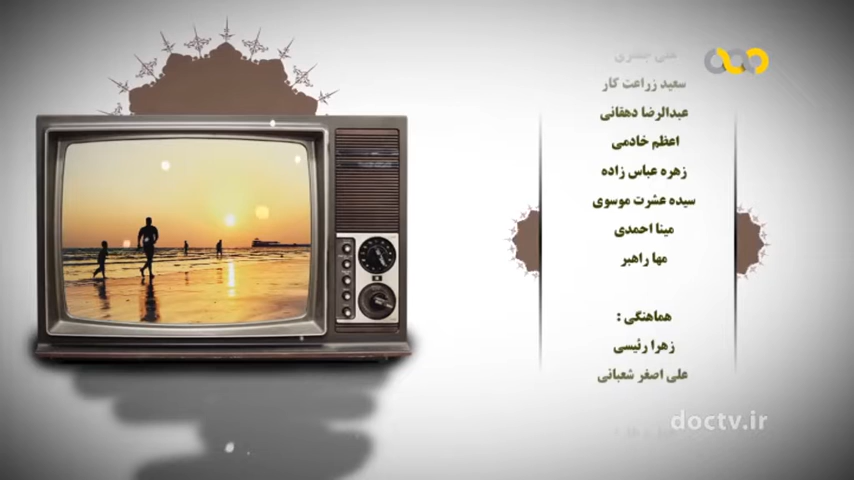 سعید زراعت کار
عبدالرضا دهقانی
اعظم خادمی
زهره عباس زاده
سیده عشرت موسوی
مینا احمدی
مها راهبر
هماهنگی :
زهرا رئیسی
علی اصغر شعبانی
doctv.ir